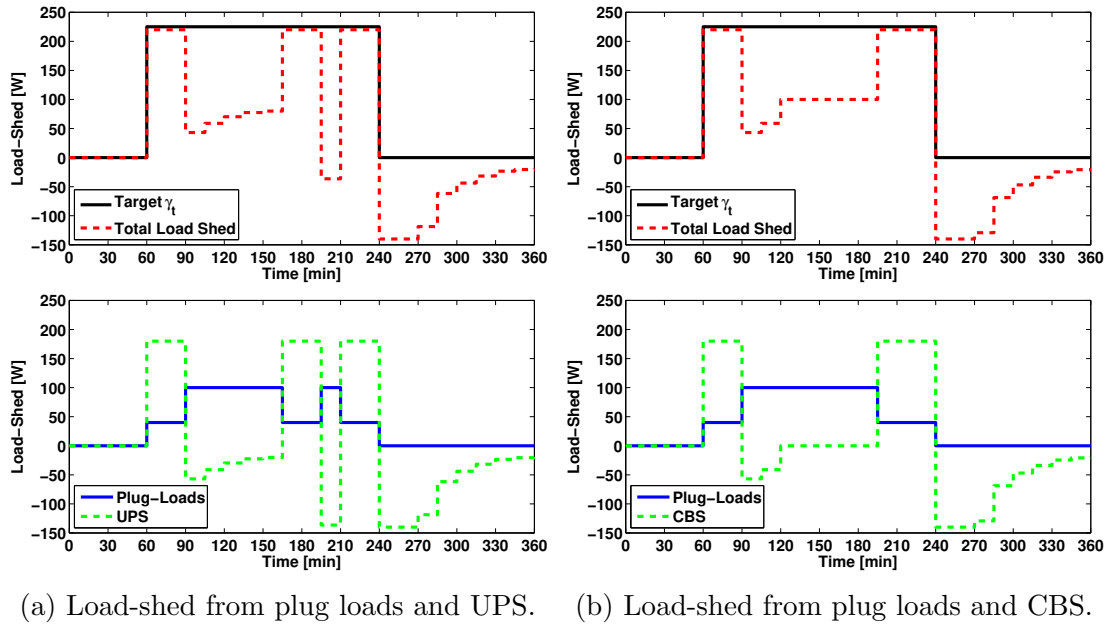 250
200
150
100
50
0
−50
−100
−150
Load−Shed [W]
Target γt
Total Load Shed
0 30 60 90 120 150 180 210 240 270 300 330 360
Time [min]
250
200
150
100
50
0
−50
−100
−150
Load−Shed [W]
Target γt
Total Load Shed
0 30 60 90 120 150 180 210 240 270 300 330 360
Time [min]
250
200
150
100
50
0
−50
−100
−150
Load−Shed [W]
Plug−Loads
UPS
0 30 60 90 120 150 180 210 240 270 300 330 360
Time [min]
250
200
150
100
50
0
−50
−100
−150
Load−Shed [W]
Plug−Loads
CBS
0 30 60 90 120 150 180 210 240 270 300 330 360
Time [min]
(a) Load-shed from plug loads and UPS.
(b) Load-shed from plug loads and CBS.